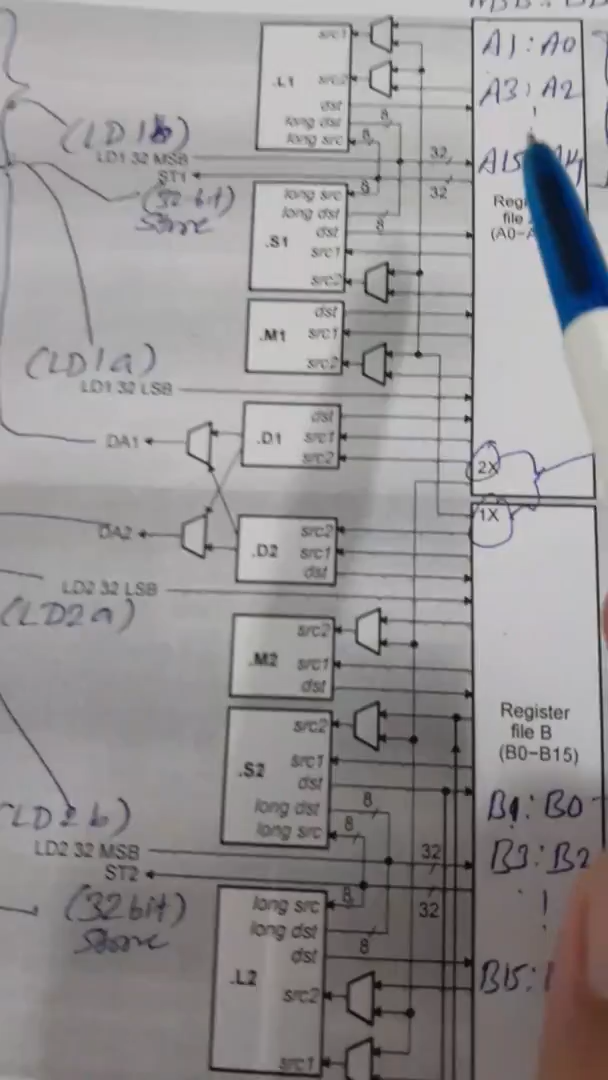 src1
A1:A0
.L1
src2
A3:A2
dst
long dst
8
long src
8
(LD1b)
LD1 32 MSB
32
A15
ST1
32
(32 bit)
Store
8
long src
long dst
8
.S1
dst
src1
src2
Register
file
(A0-A
dst
.M1
src1
src2
(LD1a)
LD1 32 LSB
dst
DA1
.D1
src1
src2
2X
1X
DA2
src2
.D2
src1
dst
LD2 32 LSB
(LD2a)
src2
.M2
src1
dst
src2
.S2
src1
dst
long dst
8
long src
8
Register
file B
(B0-B15)
B1:B0
(LD2b)
LD2 32 MSB
32
B3:B2
ST2
32
(32bit)
Store
long src
8
long dst
8
dst
.L2
src2
src1
B15: